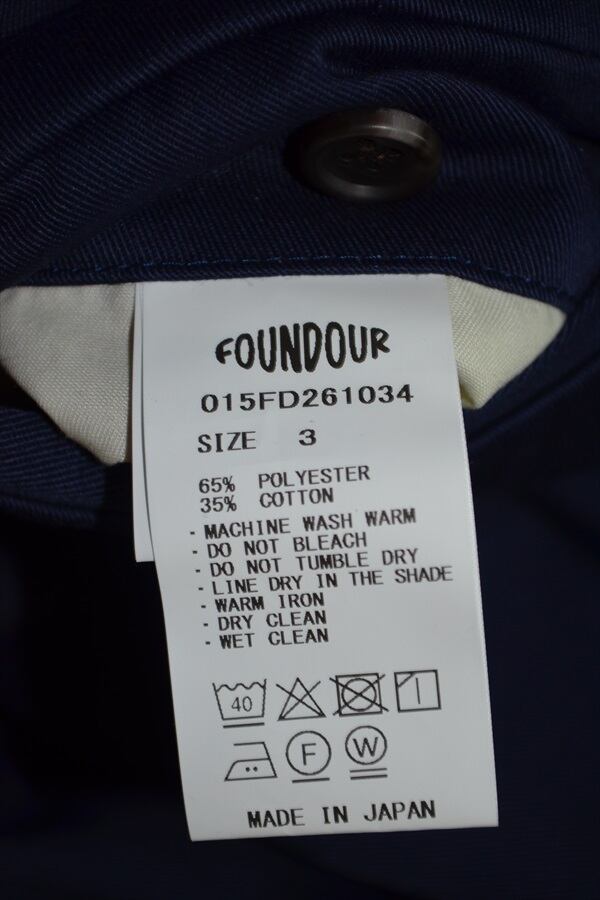 FOUNDOUR
015FD261034
SIZE 3
65% POLYESTER
35% COTTON
· MACHINE WASH WARM
· DO NOT BLEACH
· DO NOT TUMBLE DRY
· LINE DRY IN THE SHADE
· WARM IRON
· DRY CLEAN
· WET CLEAN
40
F W
MADE IN JAPAN